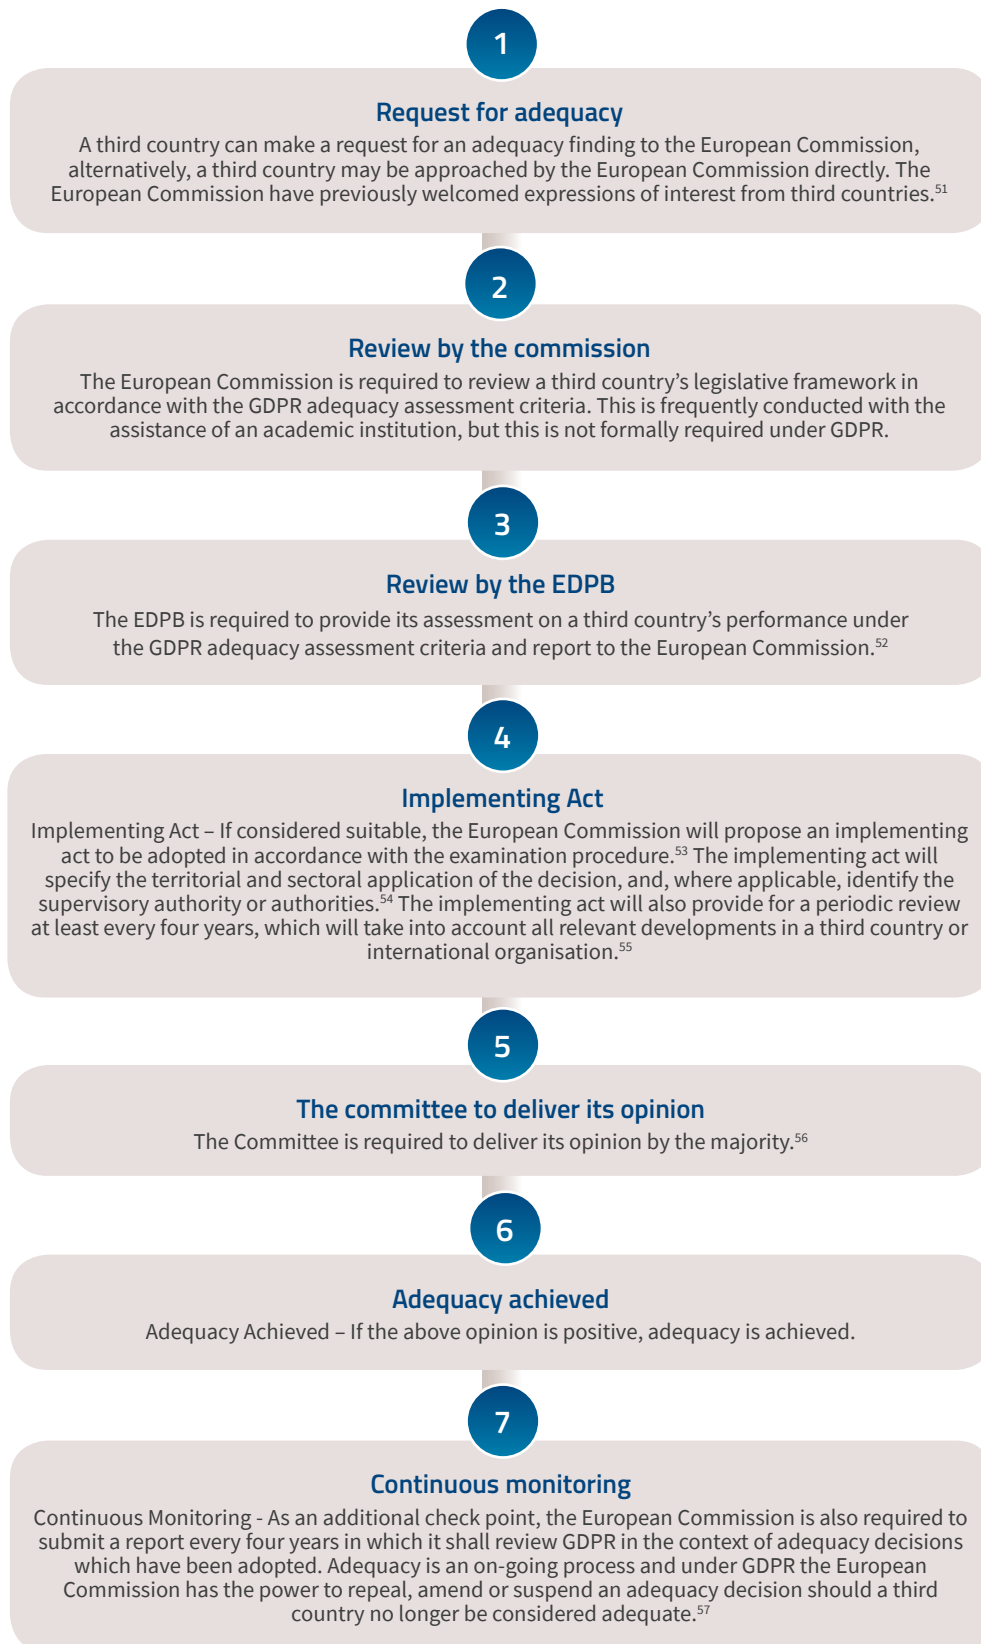 1
Request for adequacy
A third country can make a request for an adequacy finding to the European Commission,
alternatively, a third country may be approached by the European Commission directly. The
European Commission have previously welcomed expressions of interest from third countries.51
2
Review by the commission
The European Commission is required to review a third country’s legislative framework in
accordance with the GDPR adequacy assessment criteria. This is frequently conducted with the
assistance of an academic institution, but this is not formally required under GDPR.
3
Review by the EDPB
The EDPB is required to provide its assessment on a third country’s performance under
the GDPR adequacy assessment criteria and report to the European Commission.52
4
Implementing Act
Implementing Act – If considered suitable, the European Commission will propose an implementing
act to be adopted in accordance with the examination procedure.53 The implementing act will
specify the territorial and sectoral application of the decision, and, where applicable, identify the
supervisory authority or authorities.54 The implementing act will also provide for a periodic review
at least every four years, which will take into account all relevant developments in a third country or
international organisation.55
5
The committee to deliver its opinion
The Committee is required to deliver its opinion by the majority.56
6
Adequacy achieved
Adequacy Achieved – If the above opinion is positive, adequacy is achieved.
7
Continuous monitoring
Continuous Monitoring - As an additional check point, the European Commission is also required to
submit a report every four years in which it shall review GDPR in the context of adequacy decisions
which have been adopted. Adequacy is an on-going process and under GDPR the European
Commission has the power to repeal, amend or suspend an adequacy decision should a third
country no longer be considered adequate.57